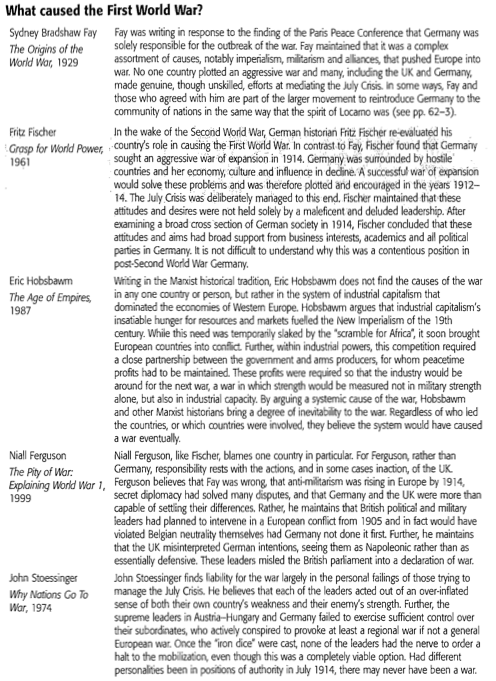 What caused the First World War?
Sydney Bradshaw Fay
The Origins of the
World War, 1929
Fay was writing in response to the finding of the Paris Peace Conference that Germany was
solely responsible for the outbreak of the war. Fay maintained that it was a complex
assortment of causes, notably imperialism, militarism and alliances, that pushed Europe into
war. No one country plotted an aggressive war and many, including the UK and Germany,
made genuine, though unskilled, efforts at mediating the July Crisis. In some ways, Fay and
those who agreed with him are part of the larger movement to reintroduce Germany to the
community of nations in the same way that the spirit of Locarno was (see pp. 62–3).
Fritz Fischer
Grasp for World Power,
1961
In the wake of the Second World War, German historian Fritz Fischer re-evaluated his
country's role in causing the First World War. In contrast to Fay, Fischer found that Germany
sought an aggressive war of expansion in 1914. Germany was surrounded by hostile
countries and her economy, culture and influence in decline. A successful war of expansion
would solve these problems and was therefore plotted and encouraged in the years 1912–
14. The July Crisis was deliberately managed to this end. Fischer maintained that these
attitudes and desires were not held solely by a maleficent and deluded leadership. After
examining a broad cross section of German society in 1914, Fischer concluded that these
attitudes and aims had broad support from business interests, academics and all political
parties in Germany. It is not difficult to understand why this was a contentious position in
post-Second World War Germany.
Eric Hobsbawm
The Age of Empires,
1987
Writing in the Marxist historical tradition, Eric Hobsbawm does not find the causes of the war
in any one country or person, but rather in the system of industrial capitalism that
dominated the economies of Western Europe. Hobsbawm argues that industrial capitalism's
insatiable hunger for resources and markets fuelled the New Imperialism of the 19th
century. While this need was temporarily slaked by the "scramble for Africa", it soon brought
European countries into conflict. Further, within industrial powers, this competition required
a close partnership between the government and arms producers, for whom peacetime
profits had to be maintained. These profits were required so that the industry would be
around for the next war, a war in which strength would be measured not in military strength
alone, but also in industrial capacity. By arguing a systemic cause of the war, Hobsbawm
and other Marxist historians bring a degree of inevitability to the war. Regardless of who led
the countries, or which countries were involved, they believe the system would have caused
a war eventually.
Niall Ferguson
The Pity of War:
Explaining World War 1,
1999
Niall Ferguson, like Fischer, blames one country in particular. For Ferguson, rather than
Germany, responsibility rests with the actions, and in some cases inaction, of the UK.
Ferguson believes that Fay was wrong, that anti-militarism was rising in Europe by 1914,
secret diplomacy had solved many disputes, and that Germany and the UK were more than
capable of settling their differences. Rather, he maintains that British political and military
leaders had planned to intervene in a European conflict from 1905 and in fact would have
violated Belgian neutrality themselves had Germany not done it first. Further, he maintains
that the UK misinterpreted German intentions, seeing them as Napoleonic rather than as
essentially defensive. These leaders misled the British parliament into a declaration of war.
John Stoessinger
Why Nations Go To
War, 1974
John Stoessinger finds liability for the war largely in the personal failings of those trying to
manage the July Crisis. He believes that each of the leaders acted out of an over-inflated
sense of both their own country's weakness and their enemy's strength. Further, the
supreme leaders in Austria–Hungary and Germany failed to exercise sufficient control over
their subordinates, who actively conspired to provoke at least a regional war if not a general
European war. Once the "iron dice" were cast, none of the leaders had the nerve to order a
halt to the mobilization, even though this was a completely viable option. Had different
personalities been in positions of authority in July 1914, there may never have been a war.